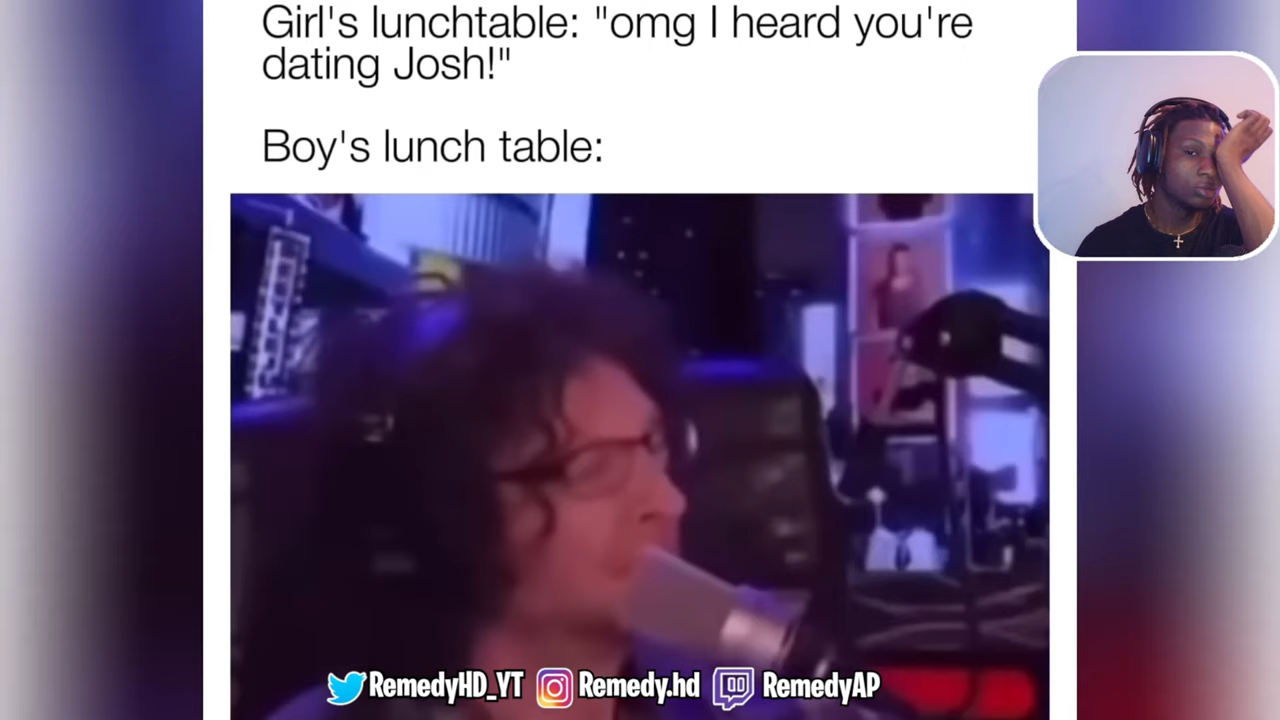 Girl's lunchtable: "omg I heard you're
dating Josh!"
Boy's lunch table:
RemedyHD_YT Remedy.hd RemedyAP